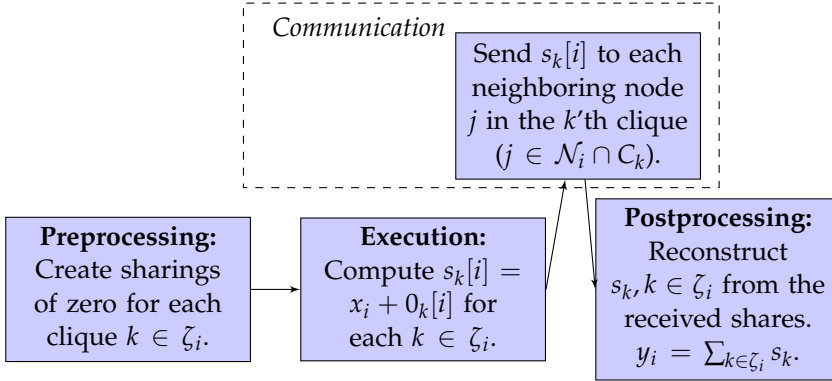 Communication
Send s_k[i] to each
neighboring node
j in the k'th clique
(j ∈ 𝒩_i ∩ C_k).
Preprocessing:
Create sharings
of zero for each
clique k ∈ ζ_i.
Execution:
Compute s_k[i] =
x_i + 0_k[i] for
each k ∈ ζ_i.
Postprocessing:
Reconstruct
s_k, k ∈ ζ_i from the
received shares.
y_i = ∑_{k∈ζ_i} s_k.